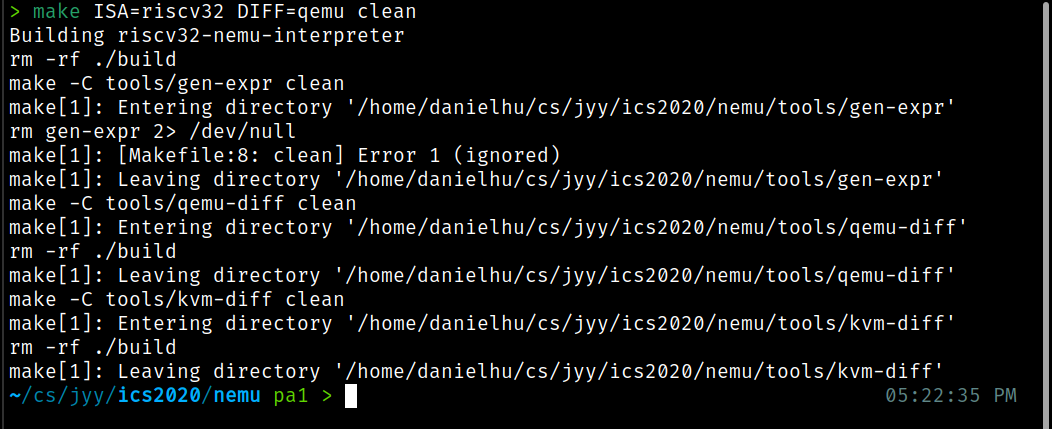 > make ISA=riscv32 DIFF=qemu clean
Building riscv32-nemu-interpreter
rm -rf ./build
make -C tools/gen-expr clean
make[1]: Entering directory '/home/danielhu/cs/jyy/ics2020/nemu/tools/gen-expr'
rm gen-expr 2> /dev/null
make[1]: [Makefile:8: clean] Error 1 (ignored)
make[1]: Leaving directory '/home/danielhu/cs/jyy/ics2020/nemu/tools/gen-expr'
make -C tools/qemu-diff clean
make[1]: Entering directory '/home/danielhu/cs/jyy/ics2020/nemu/tools/qemu-diff'
rm -rf ./build
make[1]: Leaving directory '/home/danielhu/cs/jyy/ics2020/nemu/tools/qemu-diff'
make -C tools/kvm-diff clean
make[1]: Entering directory '/home/danielhu/cs/jyy/ics2020/nemu/tools/kvm-diff'
rm -rf ./build
make[1]: Leaving directory '/home/danielhu/cs/jyy/ics2020/nemu/tools/kvm-diff'
~/cs/jyy/ics2020/nemu pa1 > 05:22:35 PM